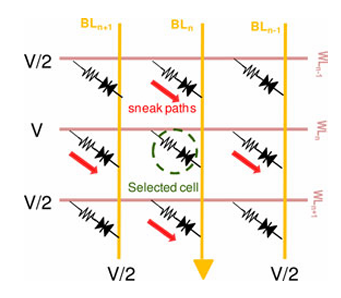 BLn+1 BLn BLn-1
V/2 WLn-1
sneak paths
V WLn
Selected cell
V/2 WLn+1
V/2 V/2